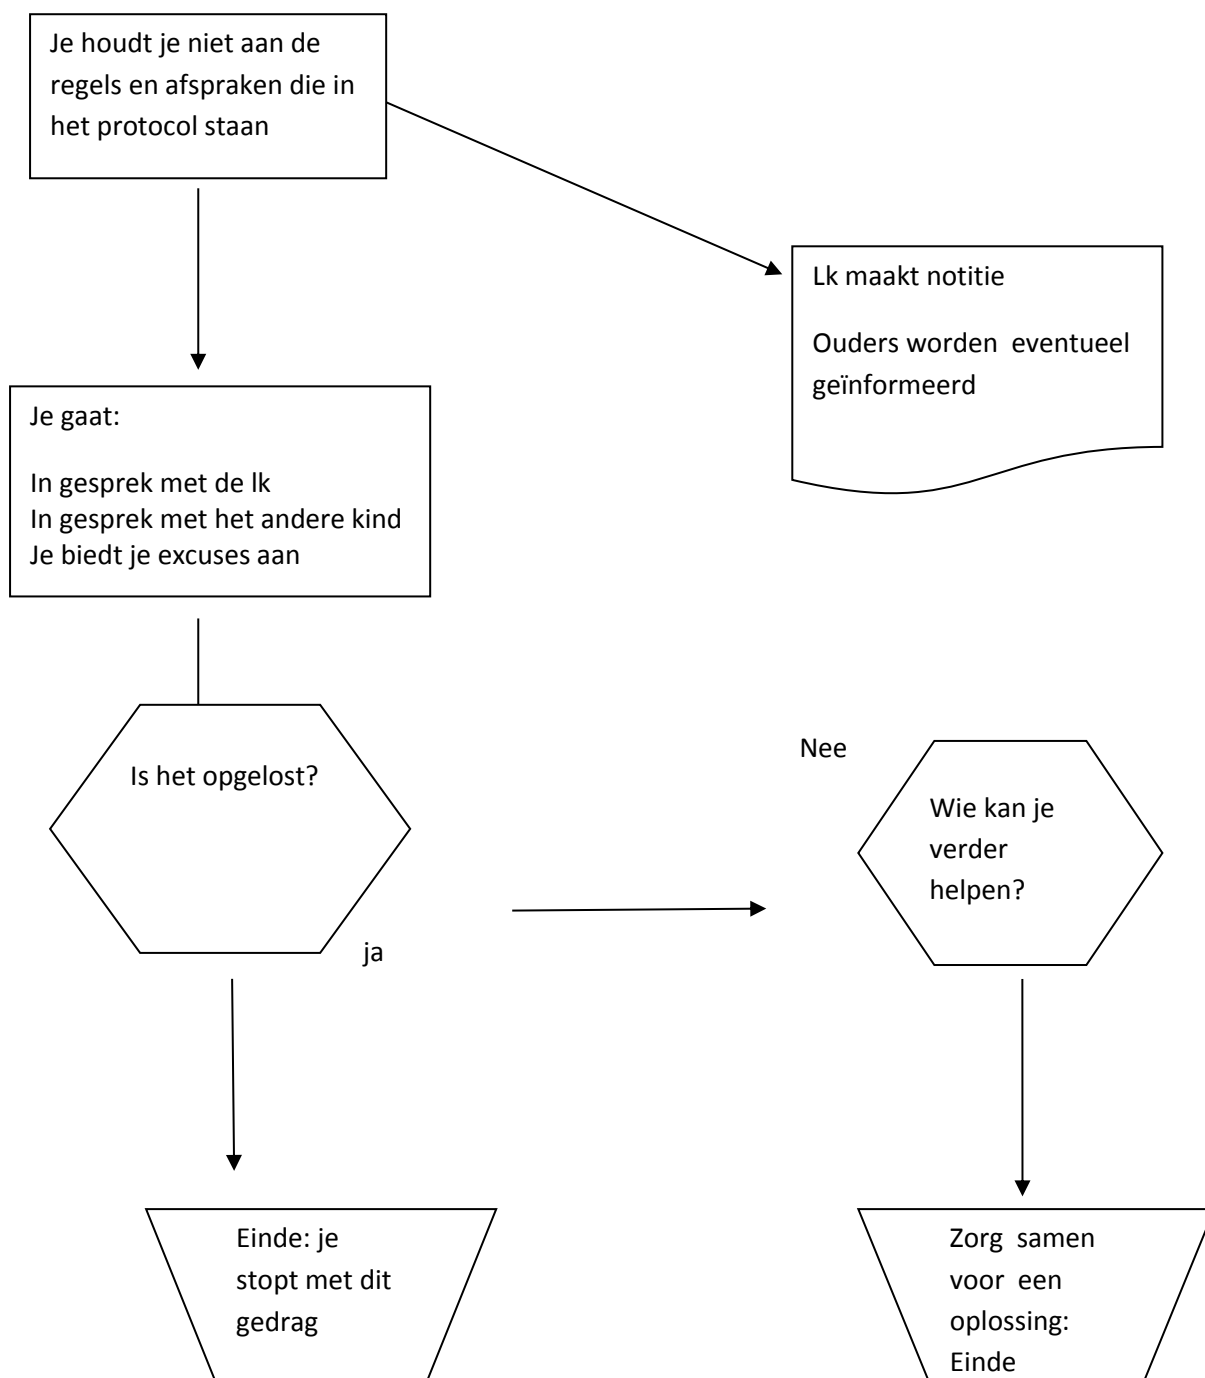 Je houdt je niet aan de
regels en afspraken die in
het protocol staan
Lk maakt notitie
Ouders worden eventueel
geïnformeerd
Je gaat:
In gesprek met de lk
In gesprek met het andere kind
Je biedt je excuses aan
Is het opgelost?
ja
Nee
Wie kan je
verder
helpen?
Einde: je
stopt met dit
gedrag
Zorg samen
voor een
oplossing:
Einde